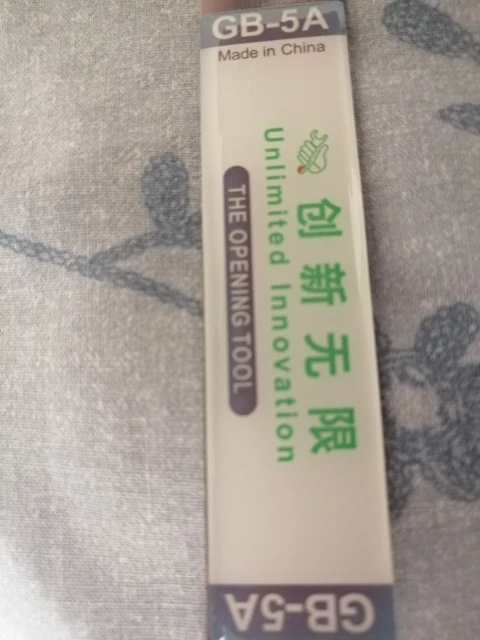 GB-5A
Made in China
创新无限
Unlimited Innovation
THE OPENING TOOL
GB-5A